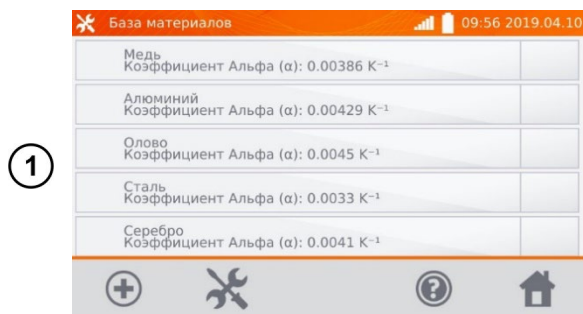 База материалов 09:56 2019.04.10
Медь
Коэффициент Альфа (α): 0.00386 K⁻¹
Алюминий
Коэффициент Альфа (α): 0.00429 K⁻¹
Олово
Коэффициент Альфа (α): 0.0045 K⁻¹
1
Сталь
Коэффициент Альфа (α): 0.0033 K⁻¹
Серебро
Коэффициент Альфа (α): 0.0041 K⁻¹